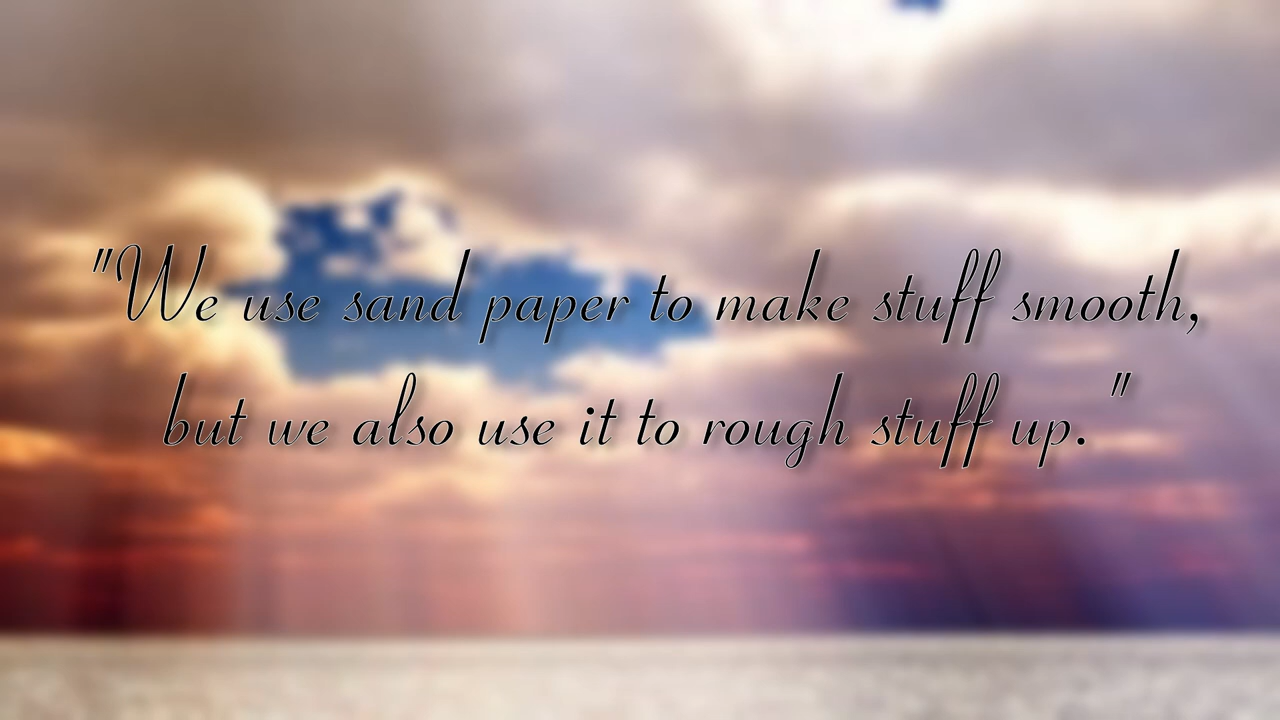 "We use sand paper to make stuff smooth,
but we also use it to rough stuff up."